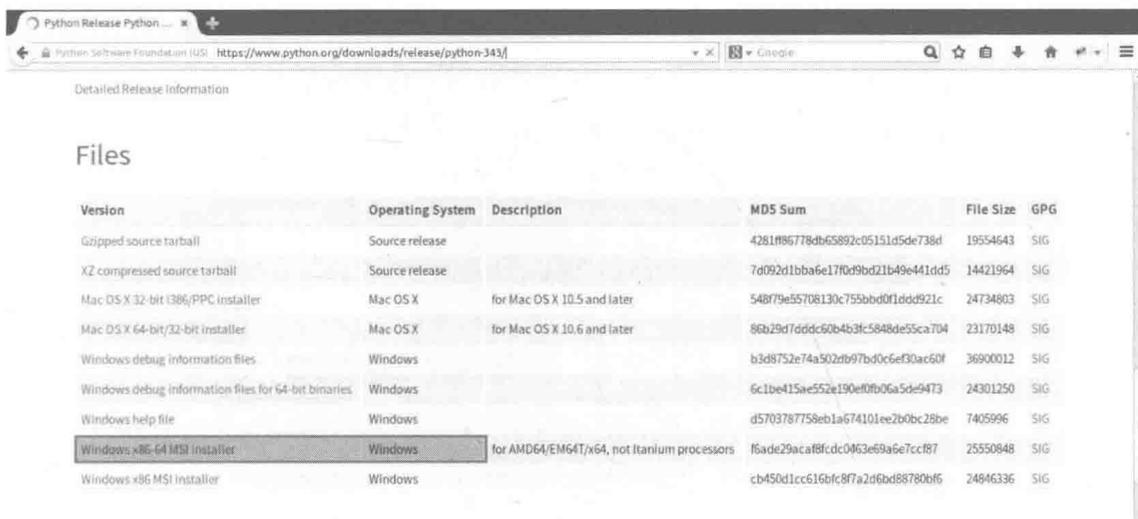 Python Release Python ... × +
Python Software Foundation (US) https://www.python.org/downloads/release/python-343/ Google
Detailed Release Information
Files
Version Operating System Description MD5 Sum File Size GPG
Gzipped source tarball Source release 4281ff86778db65892c05151d5de738d 19554643 SIG
XZ compressed source tarball Source release 7d092d1bba6e17f0d9bd21b49e441dd5 14421964 SIG
Mac OS X 32-bit i386/PPC installer Mac OS X for Mac OS X 10.5 and later 548f79e55708130c755bbd0f1ddd921c 24734803 SIG
Mac OS X 64-bit/32-bit installer Mac OS X for Mac OS X 10.6 and later 86b29d7dddc60b4b3fc5848de55ca704 23170148 SIG
Windows debug information files Windows b3d8752e74a502db97bd0c6ef30ac60f 36900012 SIG
Windows debug information files for 64-bit binaries Windows 6c1be415ae552e190ef0fb06a5de9473 24301250 SIG
Windows help file Windows d5703787758eb1a674101ee2b0bc28be 7405996 SIG
Windows x86-64 MSI installer Windows for AMD64/EM64T/x64, not Itanium processors f6ade29acaf8fcdc0463e69a6e7ccf87 25550848 SIG
Windows x86 MSI installer Windows cb450d1cc616bfc8f7a2d6bd88780bf6 24846336 SIG